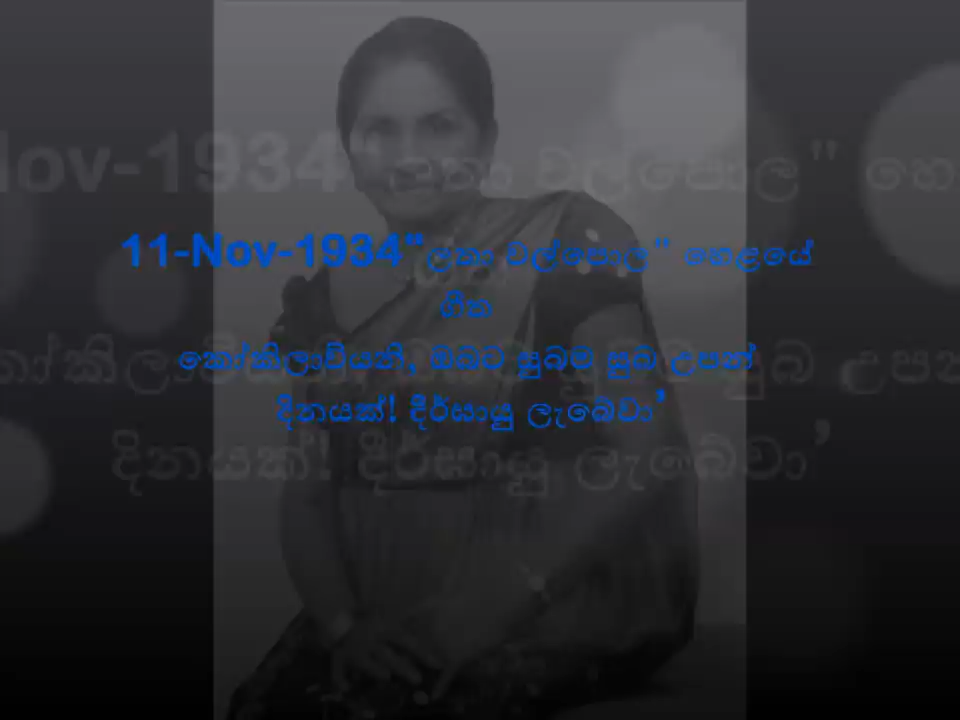 11-Nov-1934"ලතා වල්පොල" හෙළයේ
ගීත
කෝකිලාවියනි, ඔබට සුබම සුබ උපන්
දිනයක්! දීර්ඝායු ලැබෙවා'